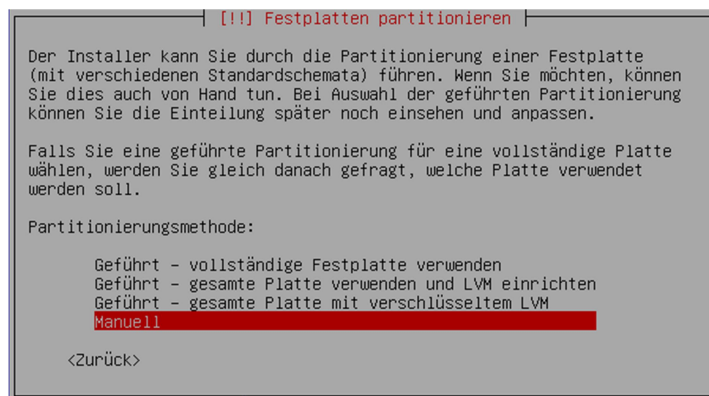 [!!] Festplatten partitionieren
Der Installer kann Sie durch die Partitionierung einer Festplatte
(mit verschiedenen Standardschemata) führen. Wenn Sie möchten, können
Sie dies auch von Hand tun. Bei Auswahl der geführten Partitionierung
können Sie die Einteilung später noch einsehen und anpassen.
Falls Sie eine geführte Partitionierung für eine vollständige Platte
wählen, werden Sie gleich danach gefragt, welche Platte verwendet
werden soll.
Partitionierungsmethode:
Geführt - vollständige Festplatte verwenden
Geführt - gesamte Platte verwenden und LVM einrichten
Geführt - gesamte Platte mit verschlüsseltem LVM
Manuell
<Zurück>